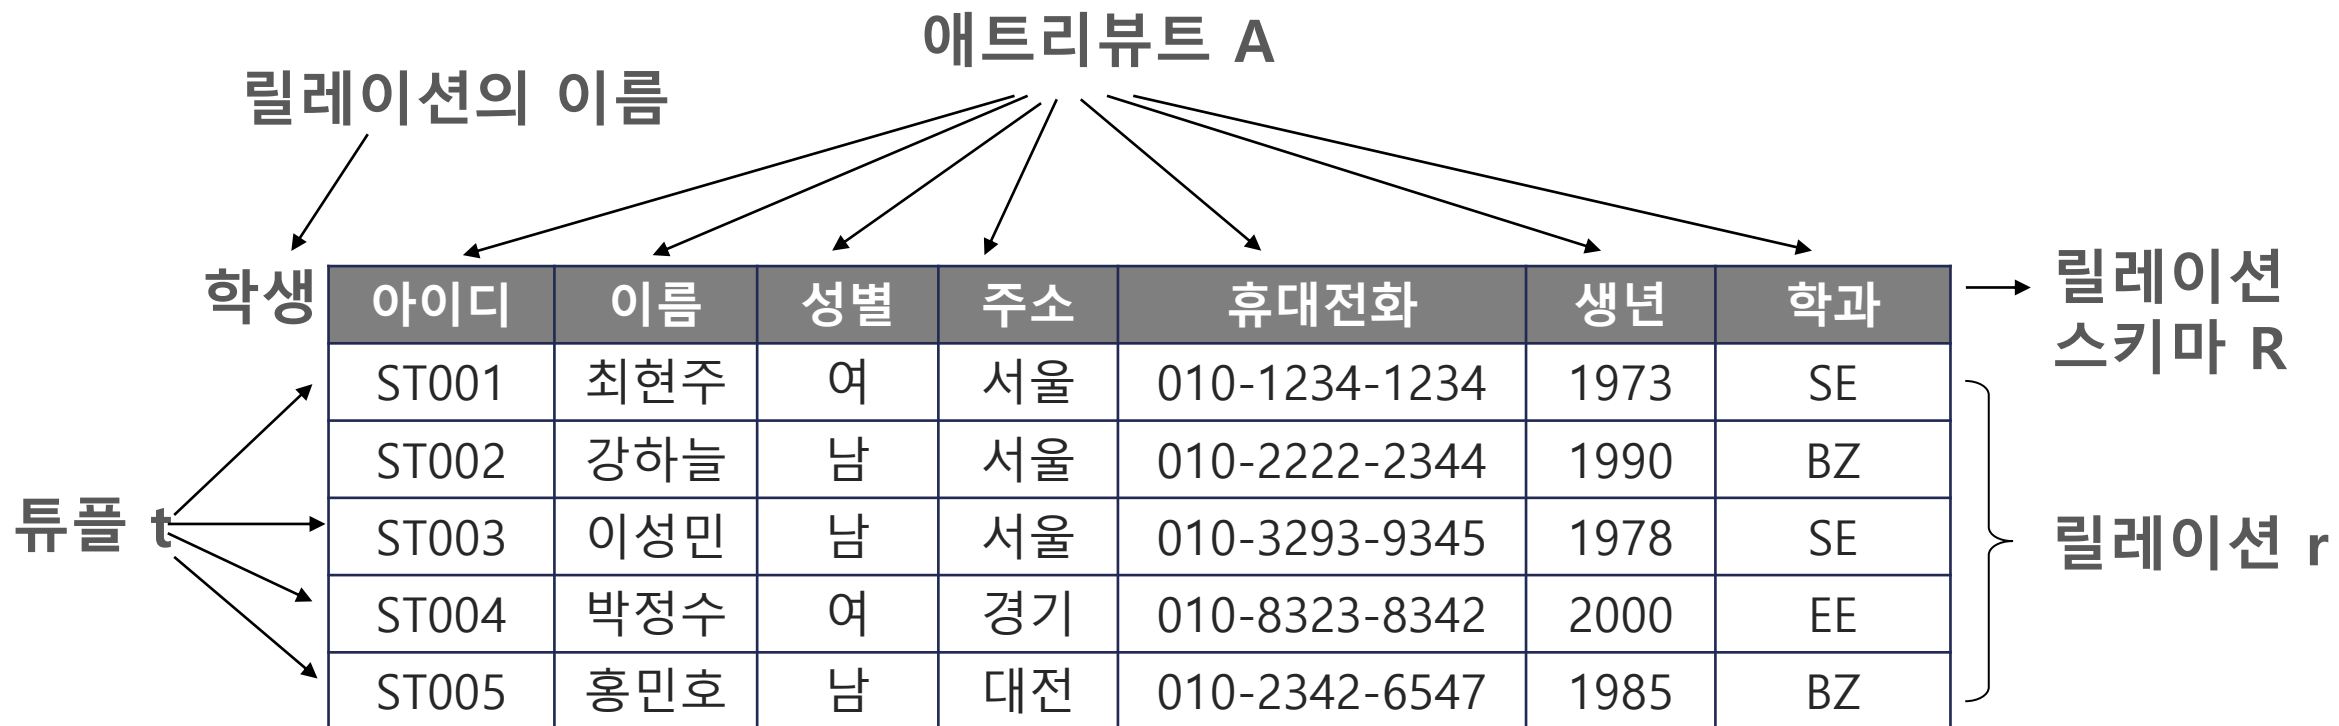 애트리뷰트 A
릴레이션의 이름
학생
아이디 이름 성별 주소 휴대전화 생년 학과
릴레이션
스키마 R
ST001 최현주 여 서울 010-1234-1234 1973 SE
ST002 강하늘 남 서울 010-2222-2344 1990 BZ
튜플 t
ST003 이성민 남 서울 010-3293-9345 1978 SE
릴레이션 r
ST004 박정수 여 경기 010-8323-8342 2000 EE
ST005 홍민호 남 대전 010-2342-6547 1985 BZ